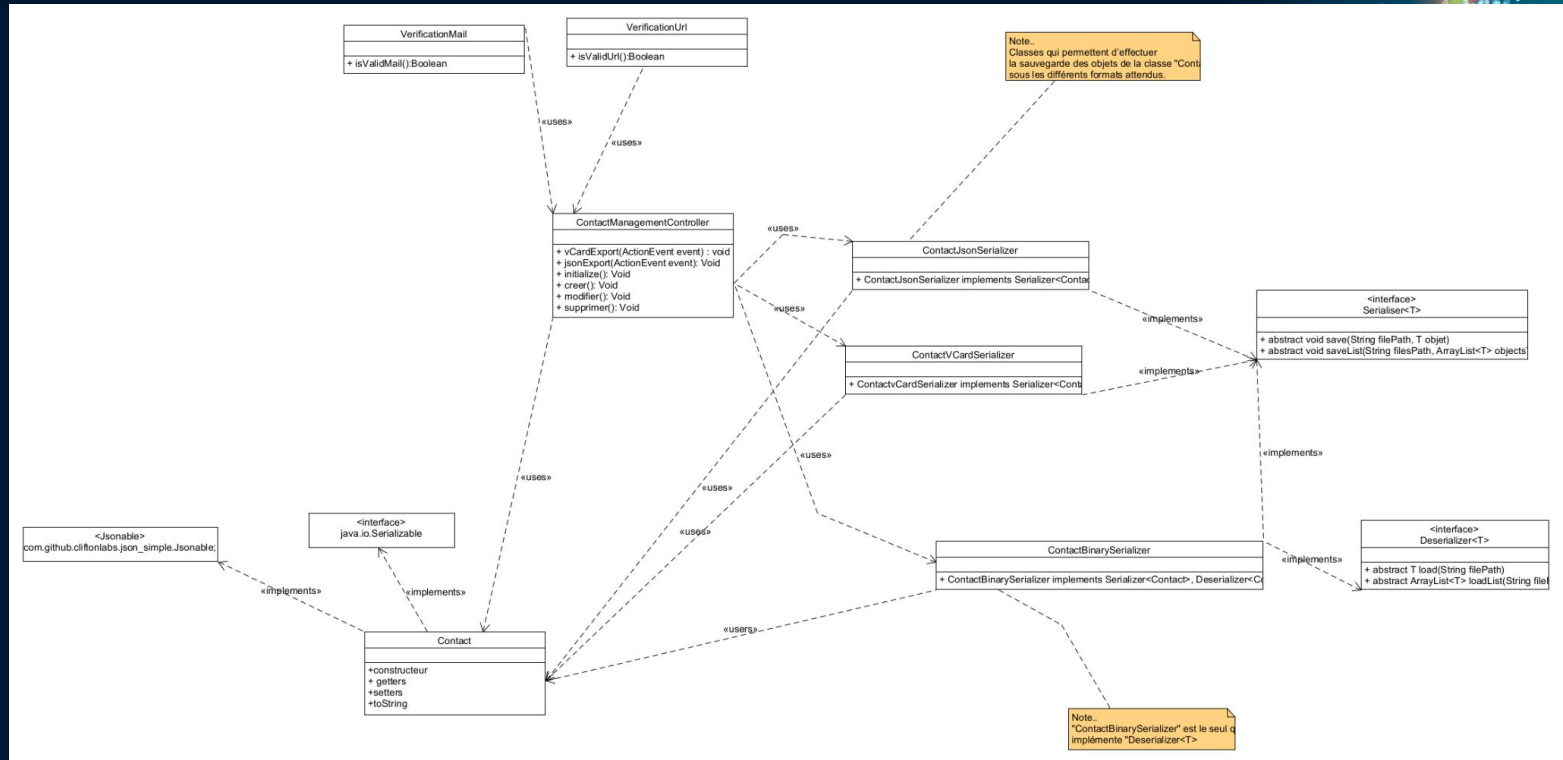 VerificationMail
+ isValidMail():Boolean
VerificationUrl
+ isValidUrl():Boolean
Note..
Classes qui permettent d'effectuer
la sauvegarde des objets de la classe "Conta
sous les différents formats attendus.
«uses»
«uses»
ContactManagementController
+ vCardExport(ActionEvent event) : void
+ jsonExport(ActionEvent event): Void
+ initialize(): Void
+ creer(): Void
+ modifier(): Void
+ supprimer(): Void
«uses»
ContactJsonSerializer
+ ContactJsonSerializer implements Serializer<Contac
«uses»
«implements»
<interface>
Serialiser<T>
+ abstract void save(String filePath, T objet)
+ abstract void saveList(String filesPath, ArrayList<T> objects
ContactVCardSerializer
+ ContactvCardSerializer implements Serializer<Conta
«implements»
«uses»
«implements»
«uses»
«uses»
«uses»
<Jsonable>
com.github.cliftonlabs.json_simple.Jsonable;
<interface>
java.io.Serializable
ContactBinarySerializer
+ ContactBinarySerializer implements Serializer<Contact>, Deserializer<Co
<interface>
Deserializer<T>
+ abstract T load(String filePath)
+ abstract ArrayList<T> loadList(String fileP
«implements»
«implements»
«implements»
«users»
Contact
+constructeur
+ getters
+setters
+toString
Note..
"ContactBinarySerializer" est le seul q
implémente "Deserializer<T>